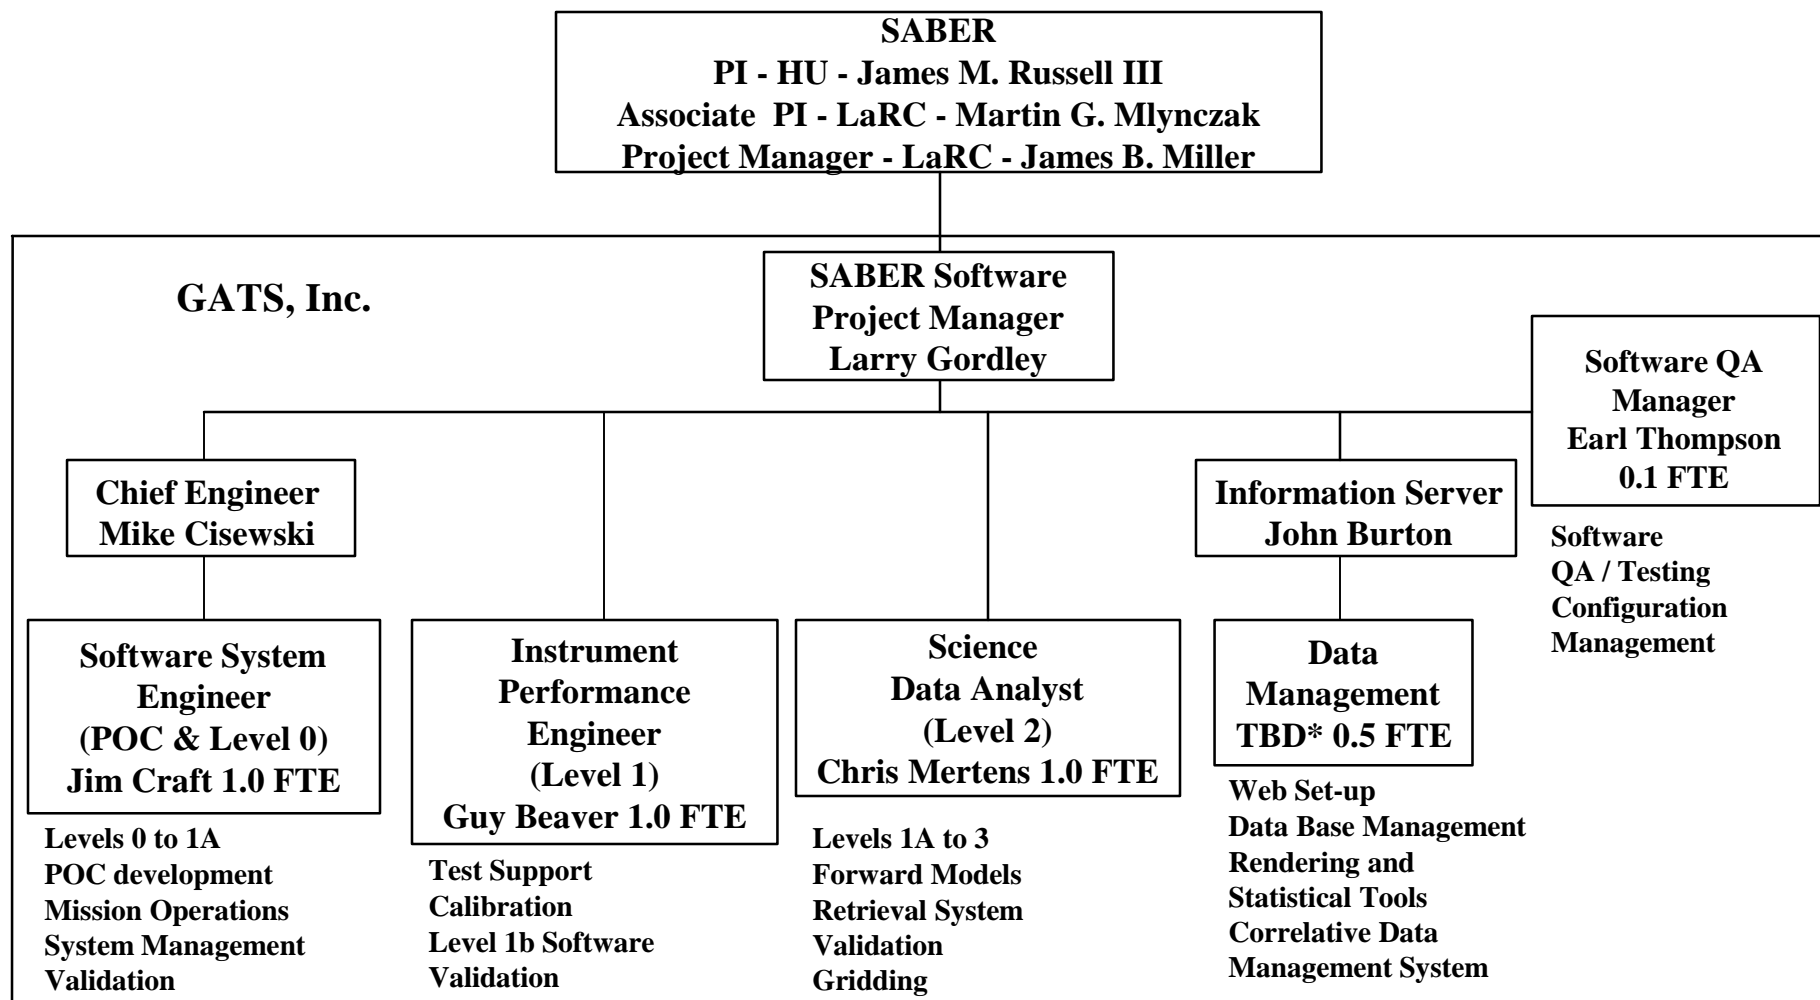 SABER
PI - HU - James M. Russell III
Associate PI - LaRC - Martin G. Mlynczak
Project Manager - LaRC - James B. Miller
GATS, Inc.
SABER Software
Project Manager
Larry Gordley
Software QA
Manager
Earl Thompson
0.1 FTE
Software
QA / Testing
Configuration
Management
Chief Engineer
Mike Cisewski
Information Server
John Burton
Software System
Engineer
(POC & Level 0)
Jim Craft 1.0 FTE
Levels 0 to 1A
POC development
Mission Operations
System Management
Validation
Instrument
Performance
Engineer
(Level 1)
Guy Beaver 1.0 FTE
Test Support
Calibration
Level 1b Software
Validation
Science
Data Analyst
(Level 2)
Chris Mertens 1.0 FTE
Levels 1A to 3
Forward Models
Retrieval System
Validation
Gridding
Data
Management
TBD* 0.5 FTE
Web Set-up
Data Base Management
Rendering and
Statistical Tools
Correlative Data
Management System